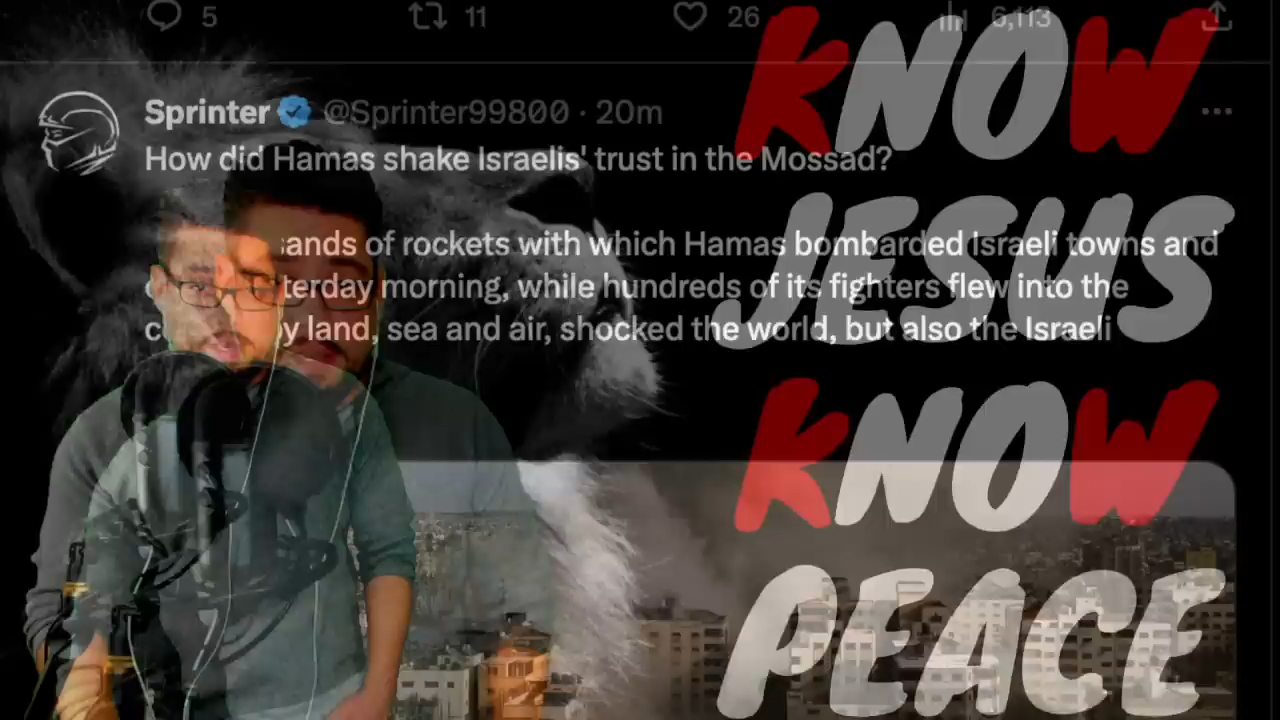 5 11 26 6,113
KNOW
Sprinter @Sprinter99800 · 20m
How did Hamas shake Israelis' trust in the Mossad?
JESUS
ands of rockets with which Hamas bombarded Israeli towns and
terday morning, while hundreds of its fighters flew into the
y land, sea and air, shocked the world, but also the Israeli
KNOW
PEACE